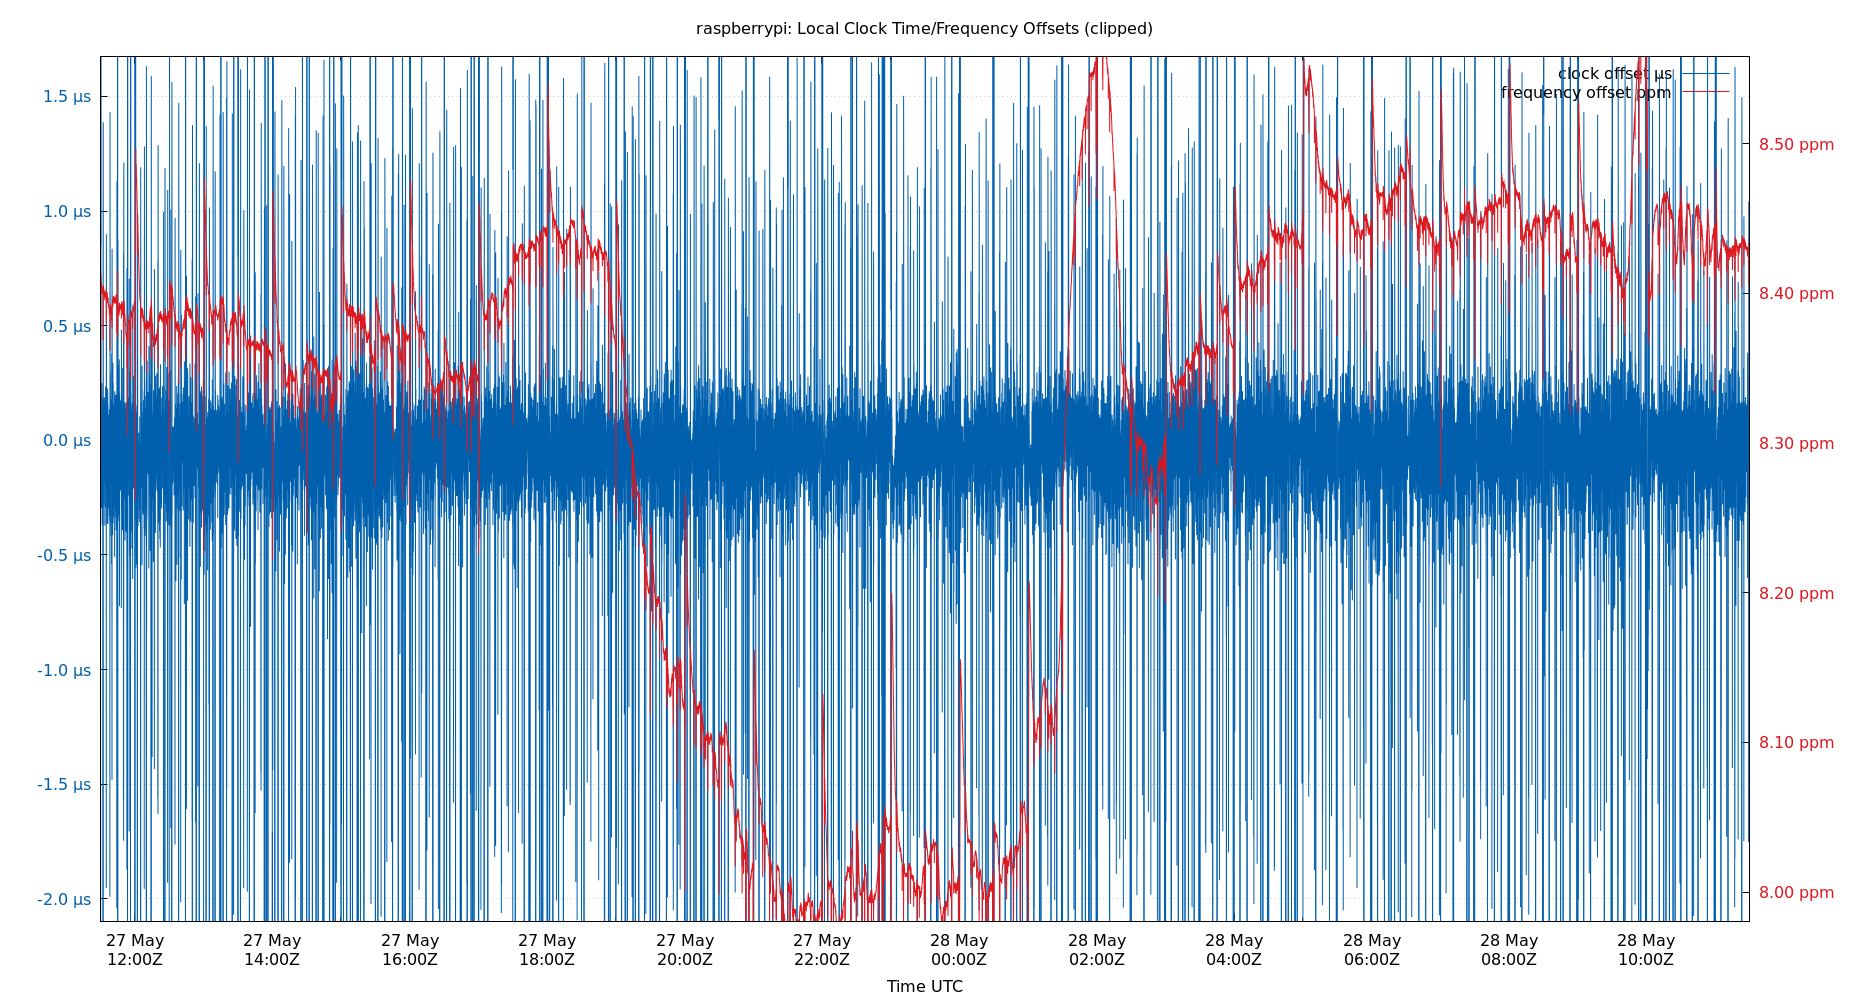 raspberrypi: Local Clock Time/Frequency Offsets (clipped)
clock offset µs
frequency offset ppm
1.5 µs
1.0 µs
0.5 µs
0.0 µs
-0.5 µs
-1.0 µs
-1.5 µs
-2.0 µs
8.50 ppm
8.40 ppm
8.30 ppm
8.20 ppm
8.10 ppm
8.00 ppm
27 May 27 May 27 May 27 May 27 May 27 May 28 May 28 May 28 May 28 May 28 May 28 May
12:00Z 14:00Z 16:00Z 18:00Z 20:00Z 22:00Z 00:00Z 02:00Z 04:00Z 06:00Z 08:00Z 10:00Z
Time UTC